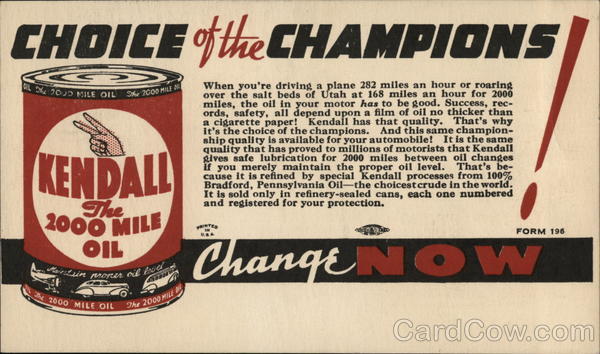 CHOICE of the CHAMPIONS!
When you're driving a plane 282 miles an hour or roaring
over the salt beds of Utah at 168 miles an hour for 2000
miles, the oil in your motor has to be good. Success, rec-
ords, safety, all depend upon a film of oil no thicker than
a cigarette paper! Kendall has that quality. That's why
it's the choice of the champions. And this same champion-
ship quality is available for your automobile! It is the same
quality that has proved to millions of motorists that Kendall
gives safe lubrication for 2000 miles between oil changes
if you merely maintain the proper oil level. That's be-
cause it is refined by special Kendall processes from 100%
Bradford, Pennsylvania Oil—the choicest crude in the world.
It is sold only in refinery-sealed cans, each one numbered
and registered for your protection.
OIL The 2000 MILE OIL The 2000 MILE OIL
KENDALL
The
2000 MILE
OIL
Maintain proper oil level
The 2000 MILE OIL The 2000 MILE OIL
PRINTED
IN
U.S.A.
FORM 196
Change NOW
CardCow.com